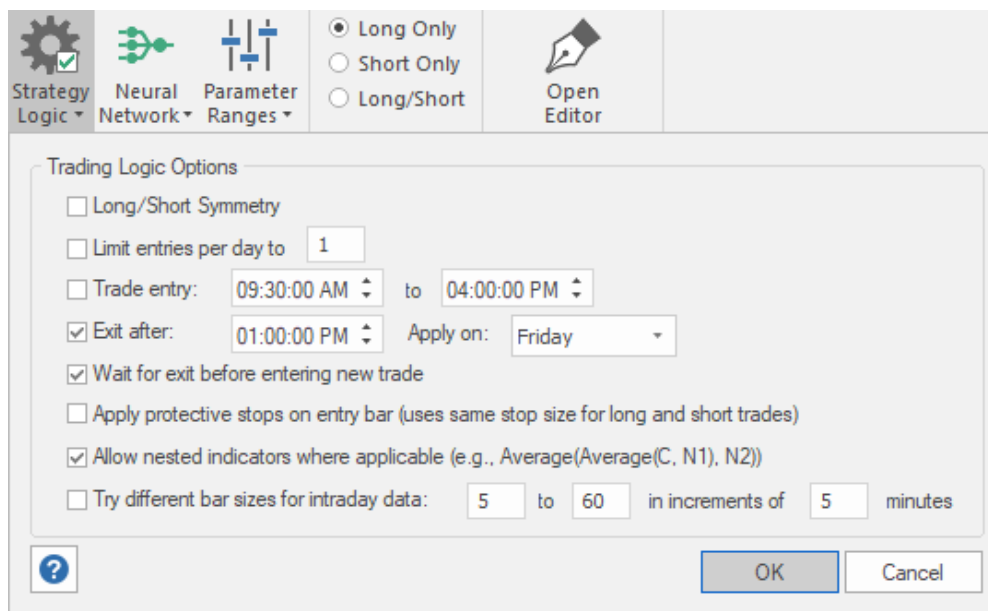 Strategy Logic
Neural Network
Parameter Ranges
Long Only
Short Only
Long/Short
Open Editor
Trading Logic Options
Long/Short Symmetry
Limit entries per day to 1
Trade entry: 09:30:00 AM to 04:00:00 PM
Exit after: 01:00:00 PM Apply on: Friday
Wait for exit before entering new trade
Apply protective stops on entry bar (uses same stop size for long and short trades)
Allow nested indicators where applicable (e.g., Average(Average(C, N1), N2))
Try different bar sizes for intraday data: 5 to 60 in increments of 5 minutes
?
OK Cancel